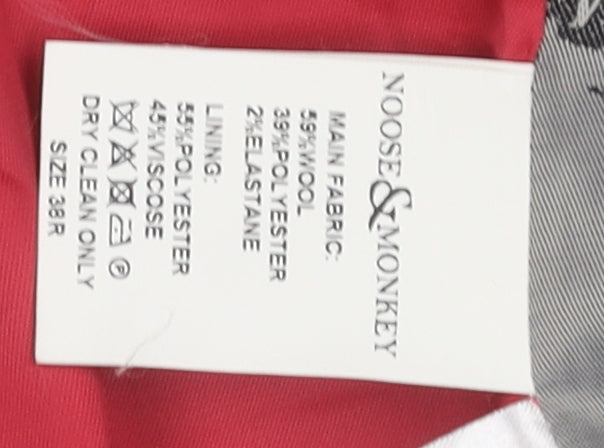 NOOSE&MONKEY
MAIN FABRIC:
59%WOOL
39%POLYESTER
2%ELASTANE
LINING:
55%POLYESTER
45%VISCOSE
DRY CLEAN ONLY
SIZE 38R